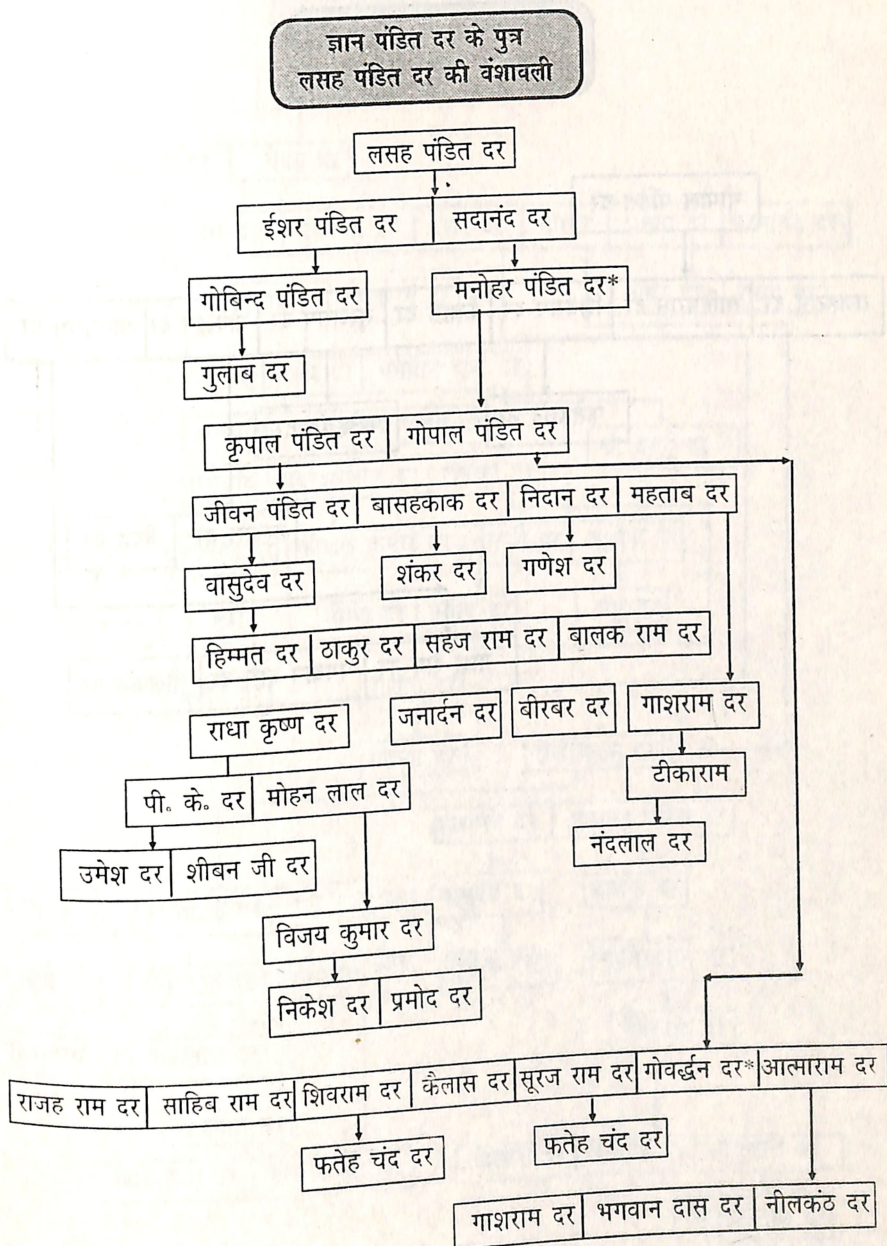 ज्ञान पंडित दर के पुत्र
लसह पंडित दर की वंशावली
लसह पंडित दर
ईशर पंडित दर सदानंद दर
गोबिन्द पंडित दर मनोहर पंडित दर*
गुलाब दर
कृपाल पंडित दर गोपाल पंडित दर
जीवन पंडित दर बासहकाक दर निदान दर महताब दर
वासुदेव दर शंकर दर गणेश दर
हिम्मत दर ठाकुर दर सहज राम दर बालक राम दर
राधा कृष्ण दर जनार्दन दर बीरबर दर गाशराम दर
टीकाराम
पी॰ के॰ दर मोहन लाल दर
नंदलाल दर
उमेश दर शीबन जी दर
विजय कुमार दर
निकेश दर प्रमोद दर
राजह राम दर साहिब राम दर शिवराम दर कैलास दर सूरज राम दर गोवर्द्धन दर* आत्माराम दर
फतेह चंद दर फतेह चंद दर
गाशराम दर भगवान दास दर नीलकंठ दर